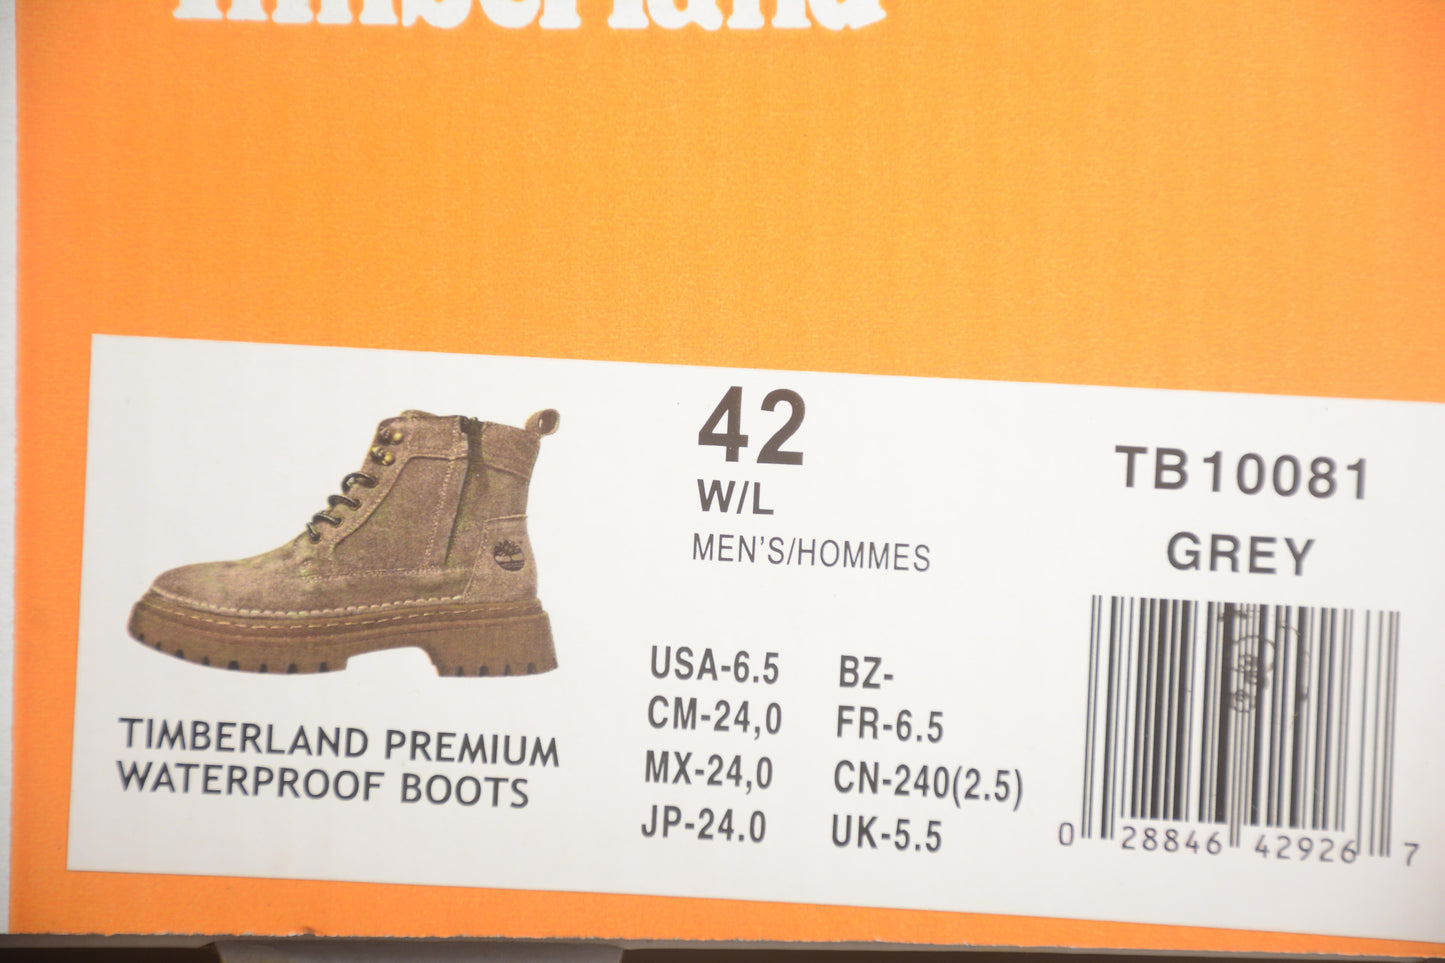 Timberland
42
W/L
MEN'S/HOMMES
TB10081
GREY
USA-6.5 BZ-
CM-24,0 FR-6.5
MX-24,0 CN-240(2.5)
JP-24.0 UK-5.5
TIMBERLAND PREMIUM
WATERPROOF BOOTS
0 28846 42926 7